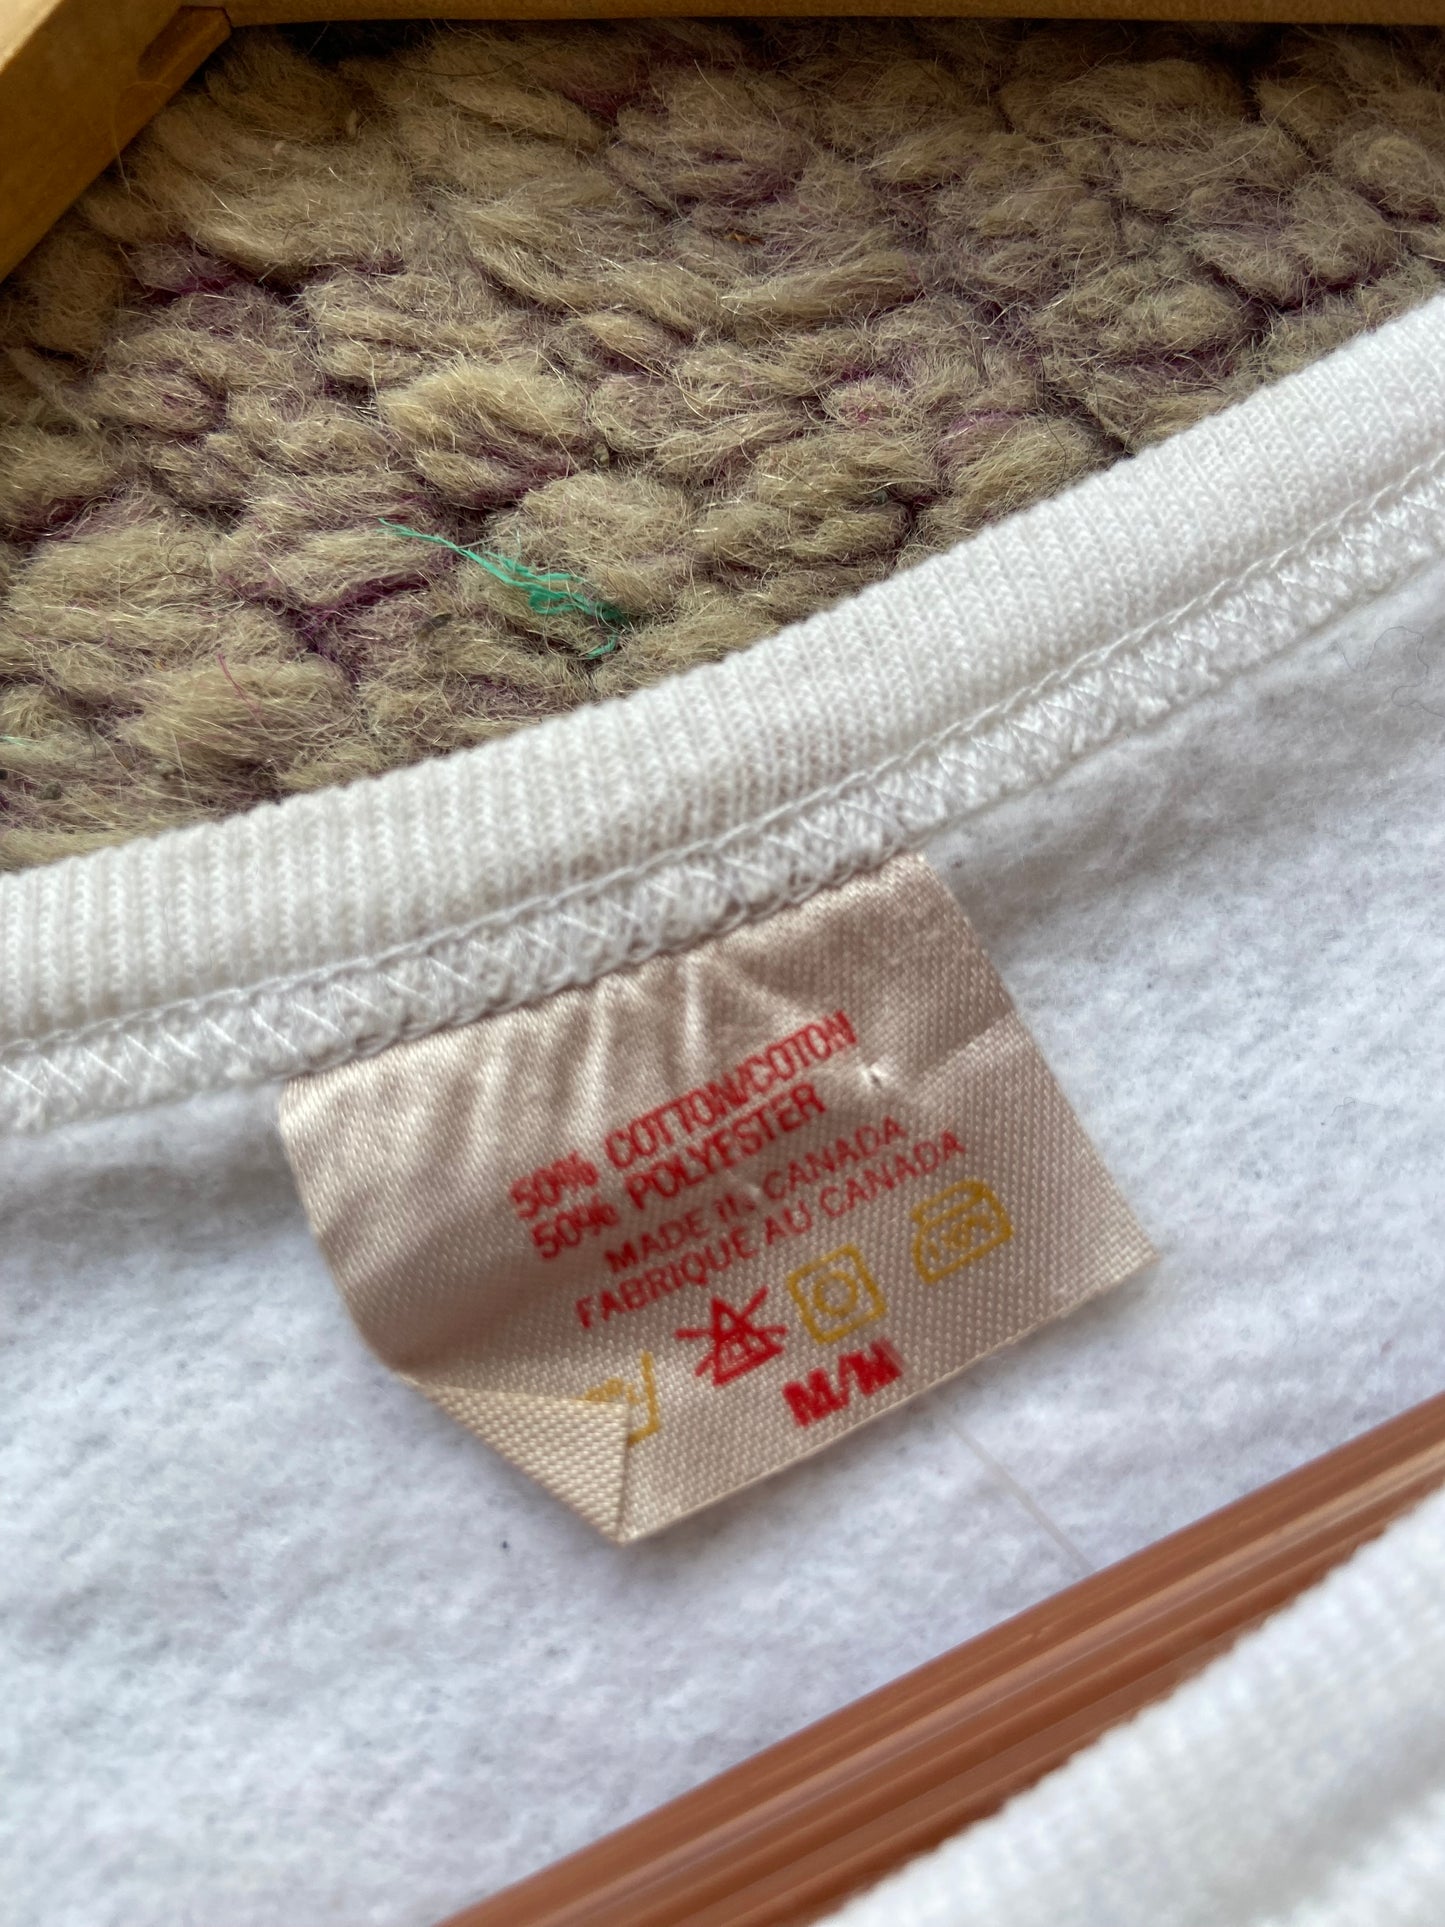 50% COTTON/COTON
50% POLYESTER
MADE IN CANADA
FABRIQUE AU CANADA
M/M